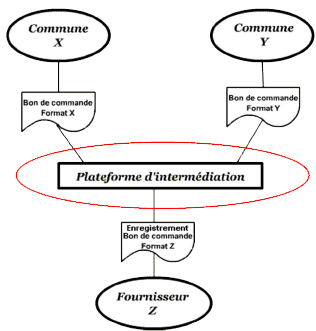 Commune
X
Commune
Y
Bon de commande
Format X
Bon de commande
Format Y
Plateforme d'intermédiation
Enregistrement
Bon de commande
Format Z
Fournisseur
Z